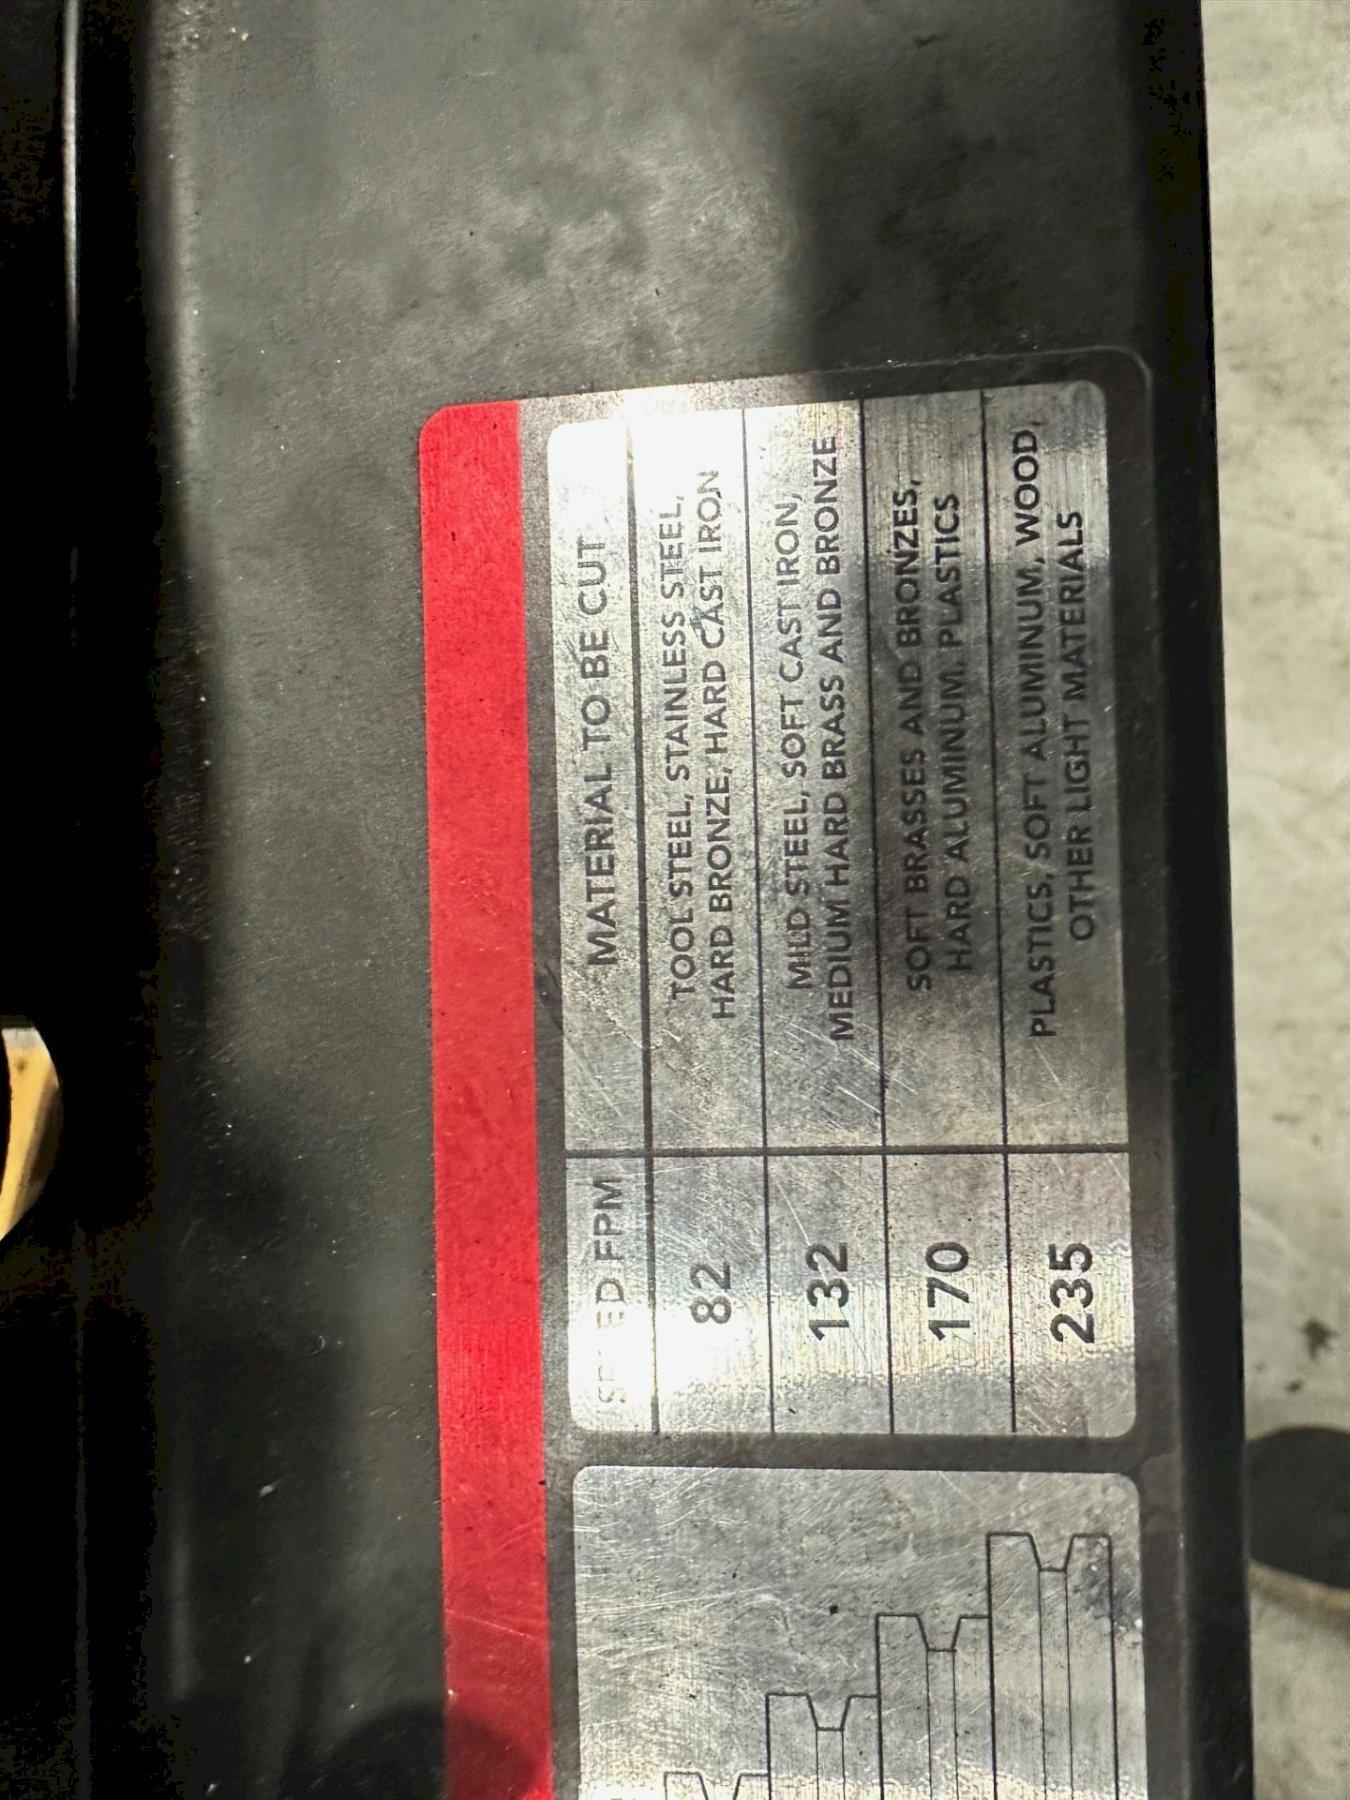 SPEED FPM
MATERIAL TO BE CUT
82
TOOL STEEL, STAINLESS STEEL,
HARD BRONZE, HARD CAST IRON
132
MILD STEEL, SOFT CAST IRON,
MEDIUM HARD BRASS AND BRONZE
170
SOFT BRASSES AND BRONZES,
HARD ALUMINUM, PLASTICS
235
PLASTICS, SOFT ALUMINUM, WOOD,
OTHER LIGHT MATERIALS